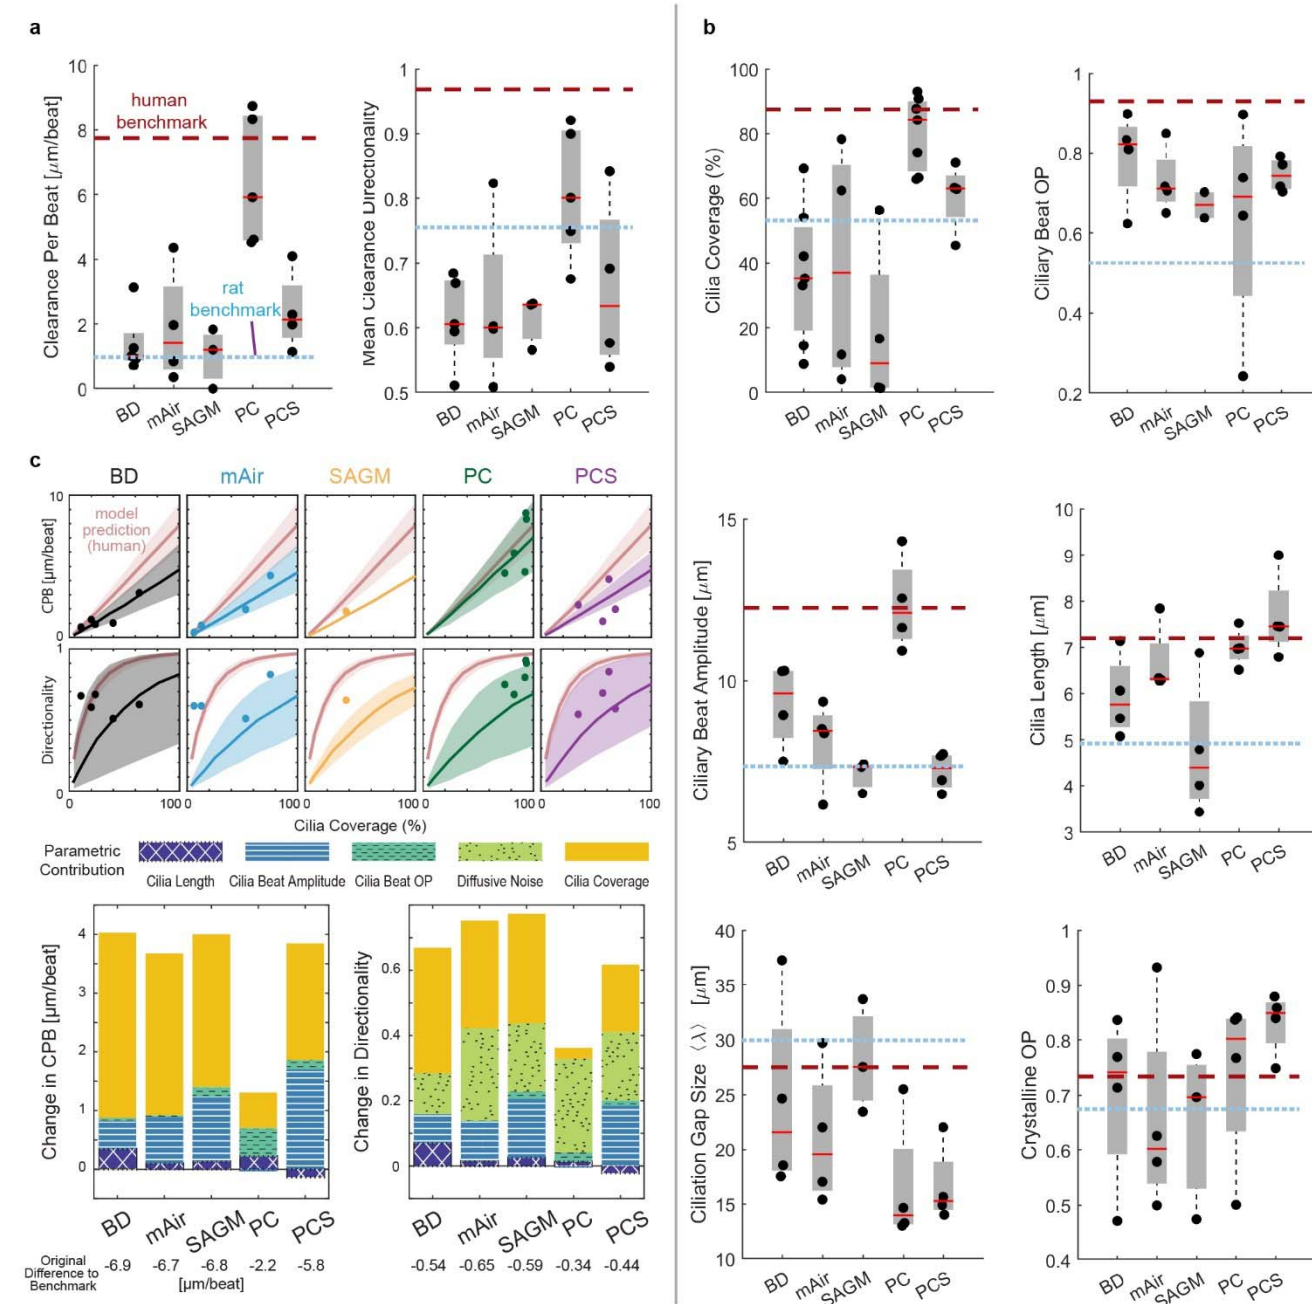 a
Clearance Per Beat [μm/beat]
10
8
6
4
2
0
human
benchmark
rat
benchmark
BD
mAir
SAGM
PC
PCS
Mean Clearance Directionality
1
0.9
0.8
0.7
0.6
0.5
BD
mAir
SAGM
PC
PCS
b
Cilia Coverage (%)
100
80
60
40
20
0
BD
mAir
SAGM
PC
PCS
Ciliary Beat OP
1
0.8
0.6
0.4
0.2
BD
mAir
SAGM
PC
PCS
Ciliary Beat Amplitude [μm]
15
10
5
BD
mAir
SAGM
PC
PCS
Cilia Length [μm]
10
9
8
7
6
5
4
3
BD
mAir
SAGM
PC
PCS
Ciliation Gap Size ⟨λ⟩ [μm]
40
35
30
25
20
15
10
BD
mAir
SAGM
PC
PCS
Crystalline OP
1
0.9
0.8
0.7
0.6
0.5
0.4
BD
mAir
SAGM
PC
PCS
c
BD
mAir
SAGM
PC
PCS
CPB [μm/beat]
10
0
model
prediction
(human)
Directionality
1
0
0
100 0
100 0
100 0
100 0
100
Cilia Coverage (%)
Parametric
Contribution
Cilia Length
Cilia Beat Amplitude
Cilia Beat OP
Diffusive Noise
Cilia Coverage
Change in CPB [μm/beat]
4
3
2
1
0
BD
mAir
SAGM
PC
PCS
Change in Directionality
0.6
0.4
0.2
0
BD
mAir
SAGM
PC
PCS
Original
Difference to
Benchmark
-6.9
-6.7
-6.8
-2.2
-5.8
[μm/beat]
-0.54
-0.65
-0.59
-0.34
-0.44